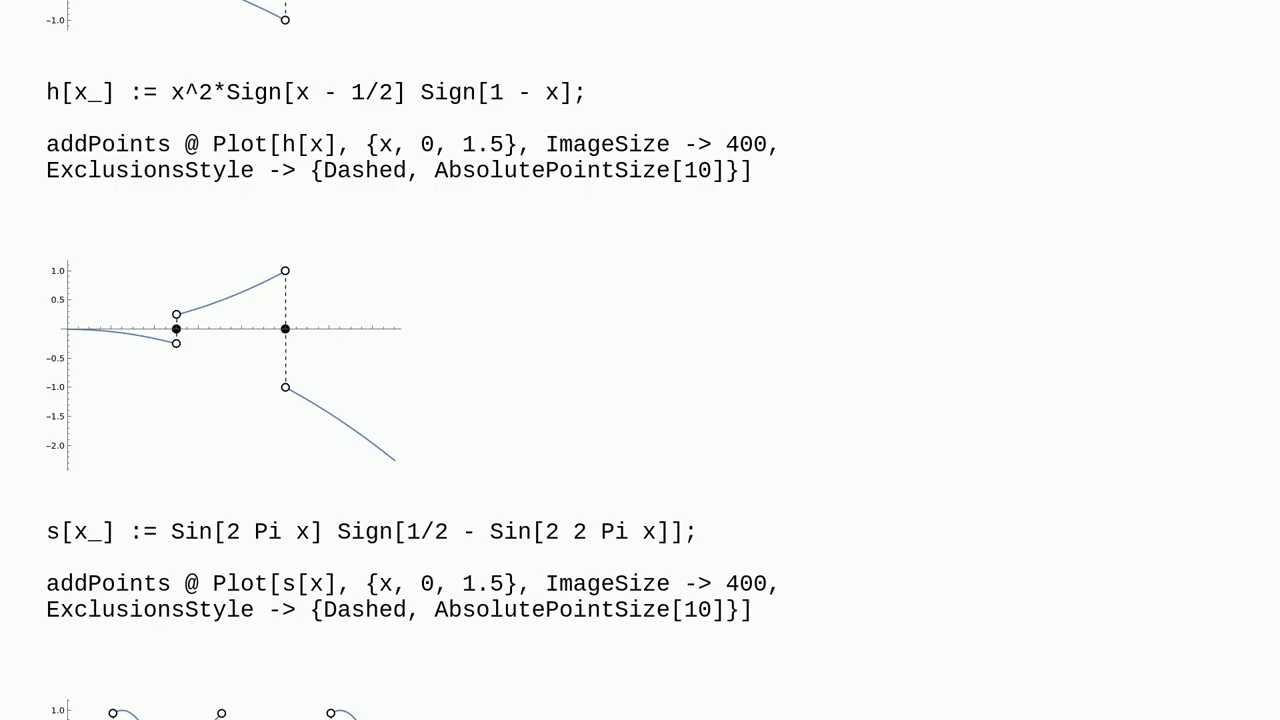 −1.0
h[x_] := x^2*Sign[x - 1/2] Sign[1 - x];
addPoints @ Plot[h[x], {x, 0, 1.5}, ImageSize -> 400,
ExclusionsStyle -> {Dashed, AbsolutePointSize[10]}]
1.0
0.5
−0.5
−1.0
−1.5
−2.0
s[x_] := Sin[2 Pi x] Sign[1/2 - Sin[2 2 Pi x]];
addPoints @ Plot[s[x], {x, 0, 1.5}, ImageSize -> 400,
ExclusionsStyle -> {Dashed, AbsolutePointSize[10]}]
1.0